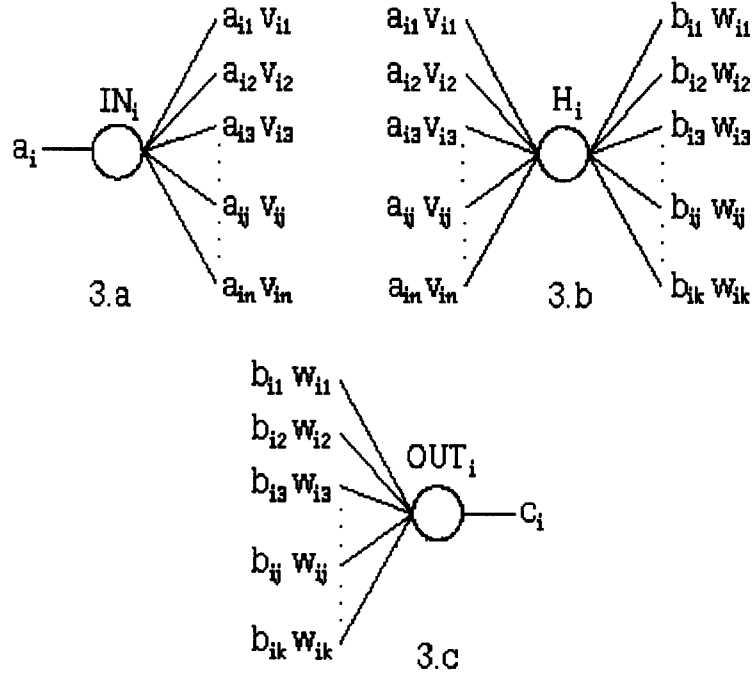 a_i1 v_i1
a_i2 v_i2
a_i3 v_i3
a_ij v_ij
a_in v_in
IN_i
a_i
3.a
a_i1 v_i1
a_i2 v_i2
a_i3 v_i3
a_ij v_ij
a_in v_in
H_i
b_i1 w_i1
b_i2 w_i2
b_i3 w_i3
b_ij w_ij
b_ik w_ik
3.b
b_i1 w_i1
b_i2 w_i2
b_i3 w_i3
b_ij w_ij
b_ik w_ik
OUT_i
c_i
3.c